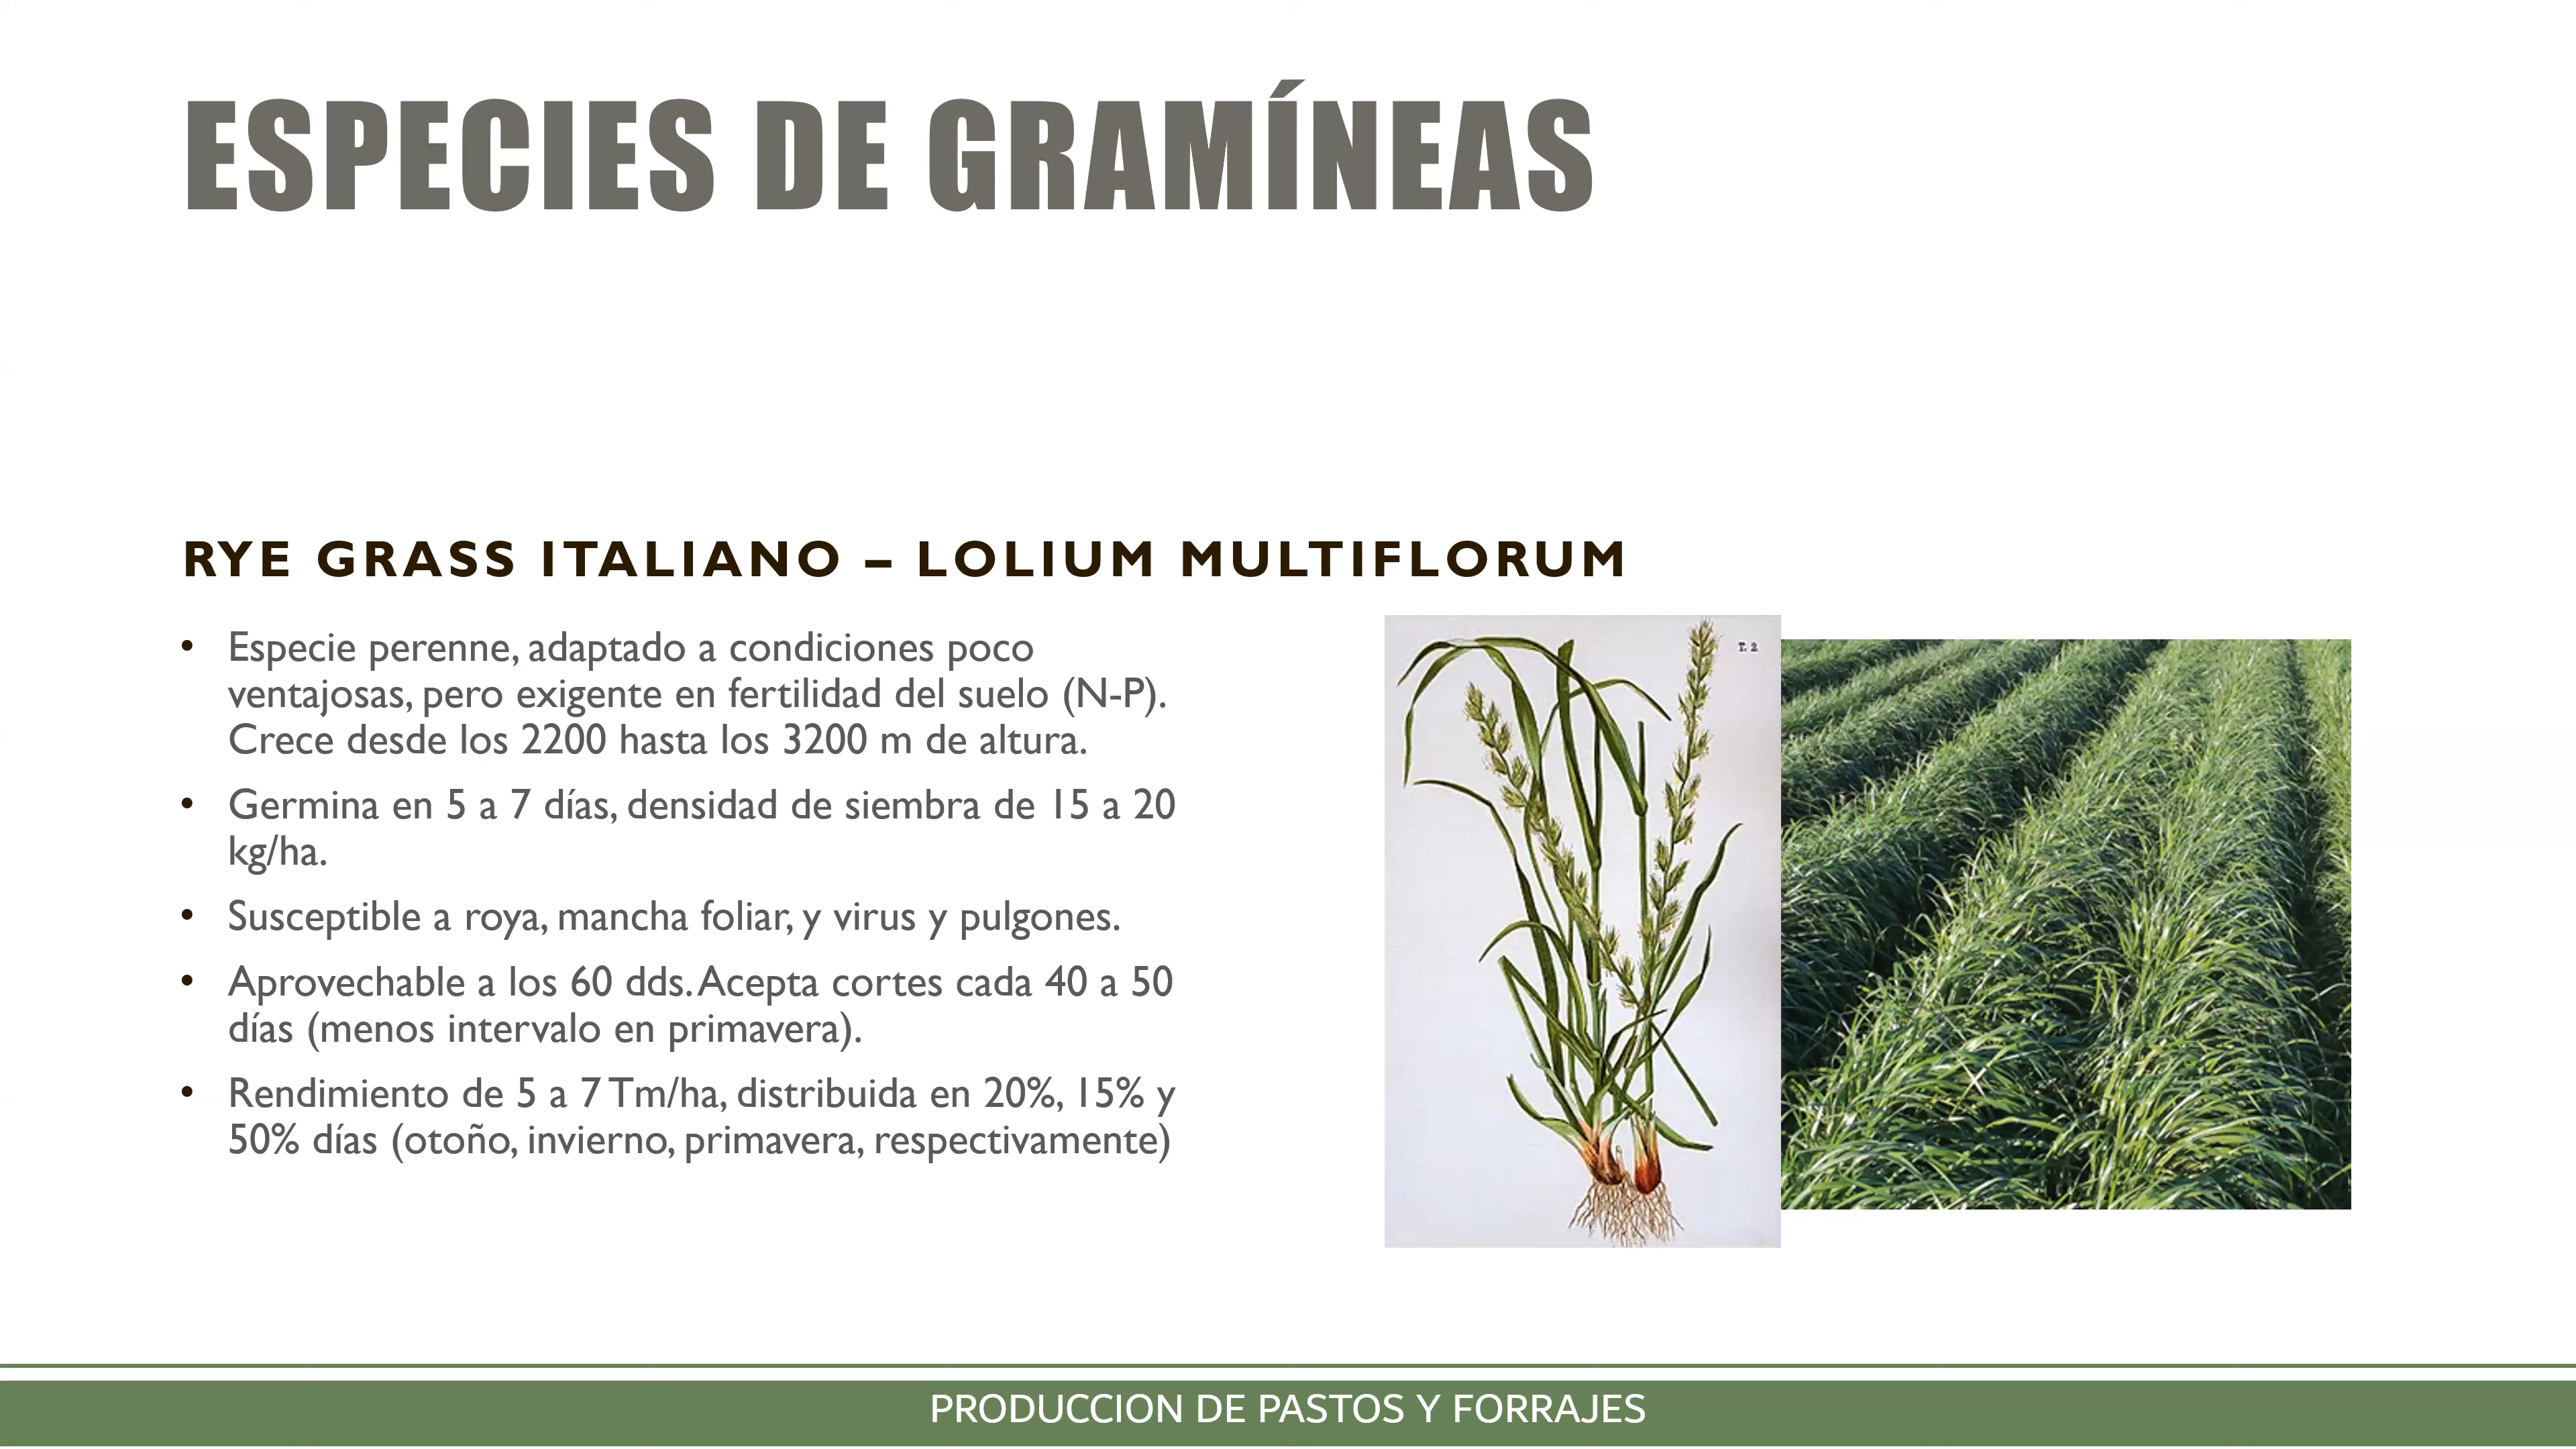 ESPECIES DE GRAMÍNEAS
RYE GRASS ITALIANO – LOLIUM MULTIFLORUM
• Especie perenne, adaptado a condiciones poco
ventajosas, pero exigente en fertilidad del suelo (N-P).
Crece desde los 2200 hasta los 3200 m de altura.
• Germina en 5 a 7 días, densidad de siembra de 15 a 20
kg/ha.
• Susceptible a roya, mancha foliar, y virus y pulgones.
• Aprovechable a los 60 dds. Acepta cortes cada 40 a 50
días (menos intervalo en primavera).
• Rendimiento de 5 a 7 Tm/ha, distribuida en 20%, 15% y
50% días (otoño, invierno, primavera, respectivamente)
T. 2
PRODUCCION DE PASTOS Y FORRAJES